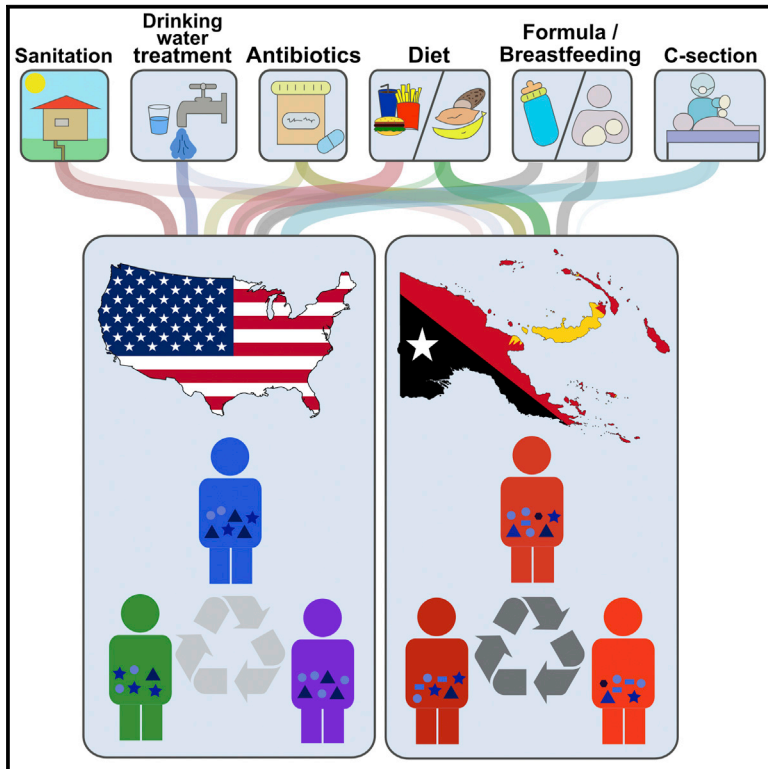 Sanitation
Drinking
water
treatment
Antibiotics
Diet
Formula /
Breastfeeding
C-section